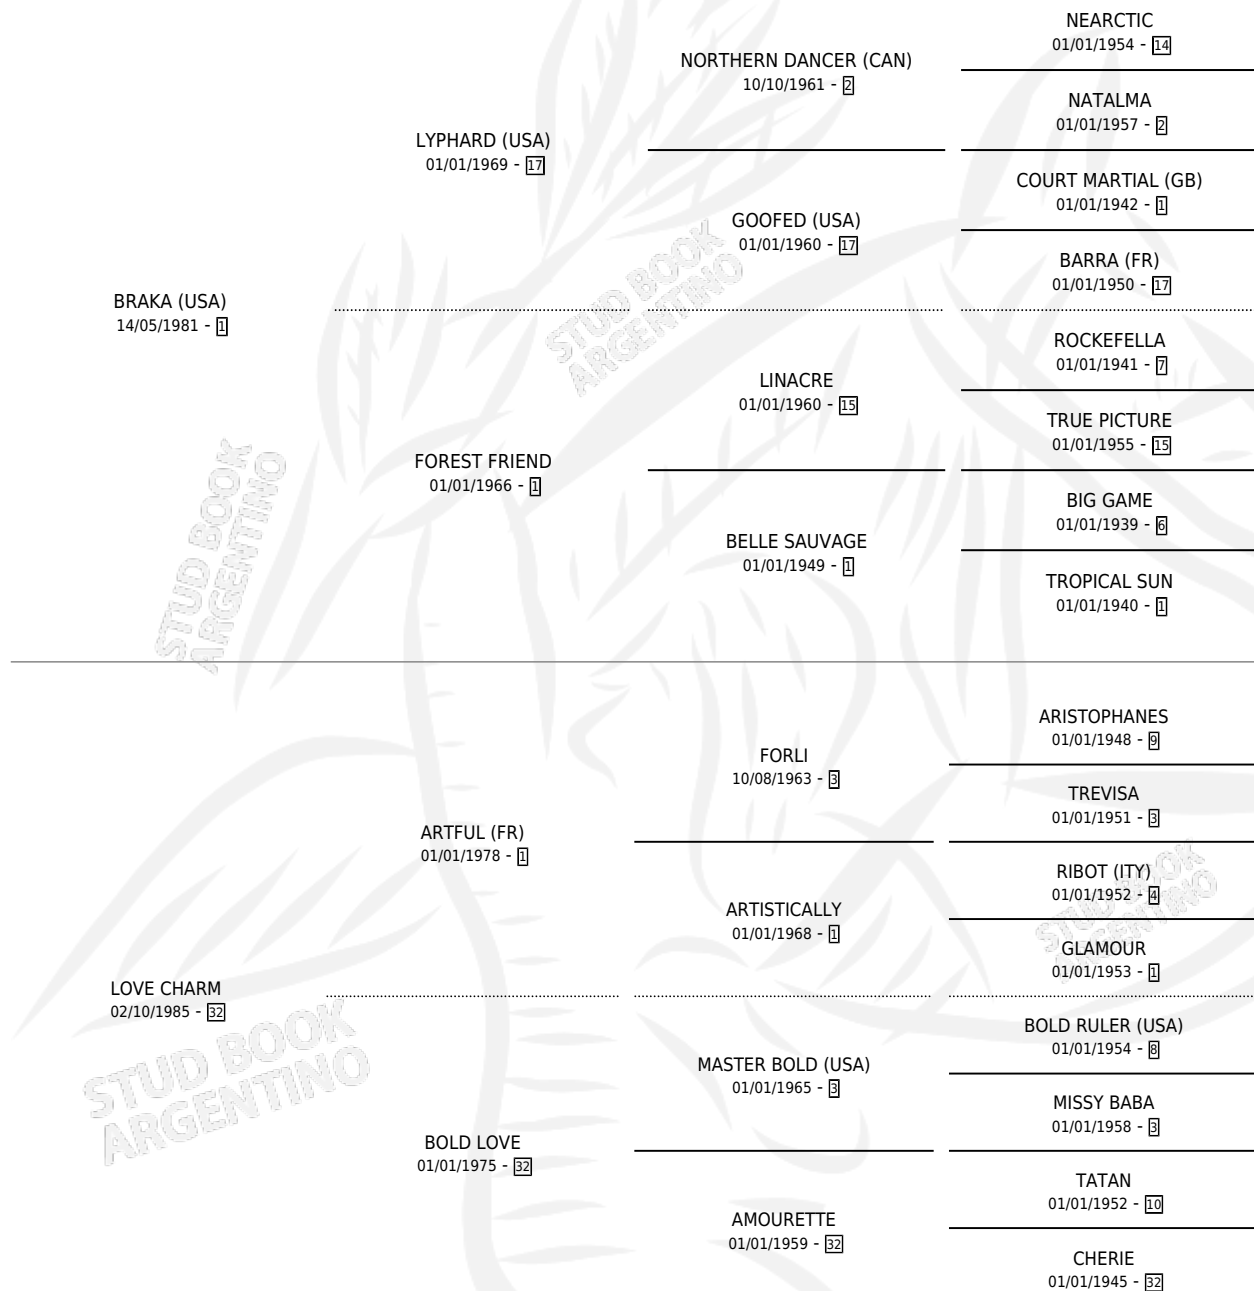 NEARCTIC
01/01/1954 - 14
NORTHERN DANCER (CAN)
10/10/1961 - 2
NATALMA
01/01/1957 - 2
LYPHARD (USA)
01/01/1969 - 17
COURT MARTIAL (GB)
01/01/1942 - 1
GOOFED (USA)
01/01/1960 - 17
BARRA (FR)
01/01/1950 - 17
BRAKA (USA)
14/05/1981 - 1
ROCKEFELLA
01/01/1941 - 7
LINACRE
01/01/1960 - 15
TRUE PICTURE
01/01/1955 - 15
FOREST FRIEND
01/01/1966 - 1
BIG GAME
01/01/1939 - 6
BELLE SAUVAGE
01/01/1949 - 1
TROPICAL SUN
01/01/1940 - 1
STUD BOOK
ARGENTINO
STUD BOOK
ARGENTINO
ARISTOPHANES
01/01/1948 - 9
FORLI
10/08/1963 - 3
TREVISA
01/01/1951 - 3
ARTFUL (FR)
01/01/1978 - 1
RIBOT (ITY)
01/01/1952 - 4
ARTISTICALLY
01/01/1968 - 1
GLAMOUR
01/01/1953 - 1
LOVE CHARM
02/10/1985 - 32
BOLD RULER (USA)
01/01/1954 - 8
MASTER BOLD (USA)
01/01/1965 - 3
MISSY BABA
01/01/1958 - 3
BOLD LOVE
01/01/1975 - 32
TATAN
01/01/1952 - 10
AMOURETTE
01/01/1959 - 32
CHERIE
01/01/1945 - 32
STUD BOOK
ARGENTINO
STUD BOOK
ARGENTINO